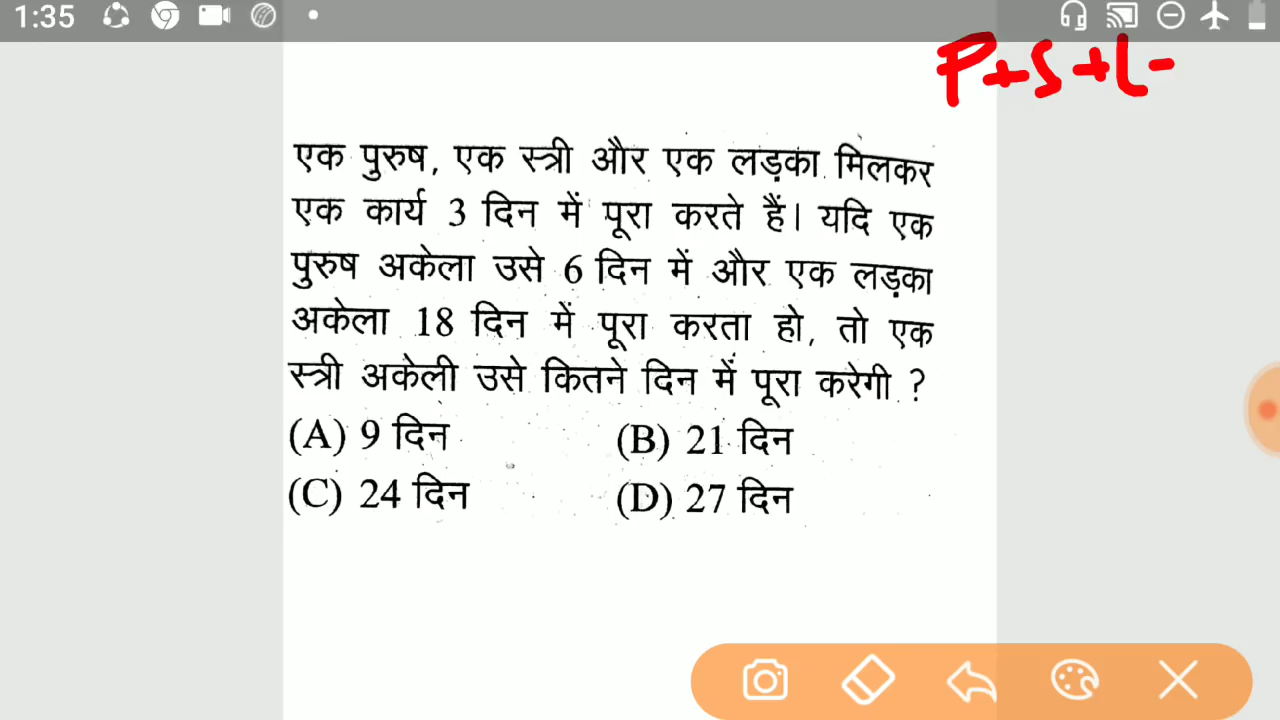 1:35
P+S+L-
एक पुरुष, एक स्त्री और एक लड़का मिलकर
एक कार्य 3 दिन में पूरा करते हैं। यदि एक
पुरुष अकेला उसे 6 दिन में और एक लड़का
अकेला 18 दिन में पूरा करता हो, तो एक
स्त्री अकेली उसे कितने दिन में पूरा करेगी ?
(A) 9 दिन (B) 21 दिन
(C) 24 दिन (D) 27 दिन